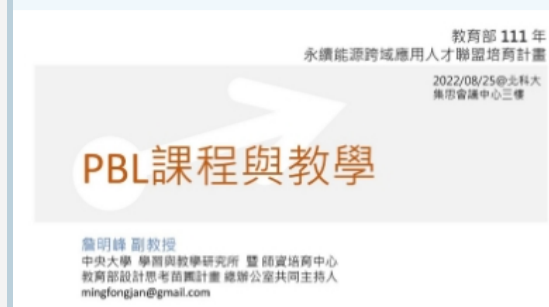 教育部 111 年
永續能源跨域應用人才聯盟培育計畫
2022/08/25@北科大
集思會議中心三樓
PBL課程與教學
詹明峰 副教授
中央大學 學習與教學研究所 暨 師資培育中心
教育部設計思考苗圃計畫 總辦公室共同主持人
mingfongjan@gmail.com